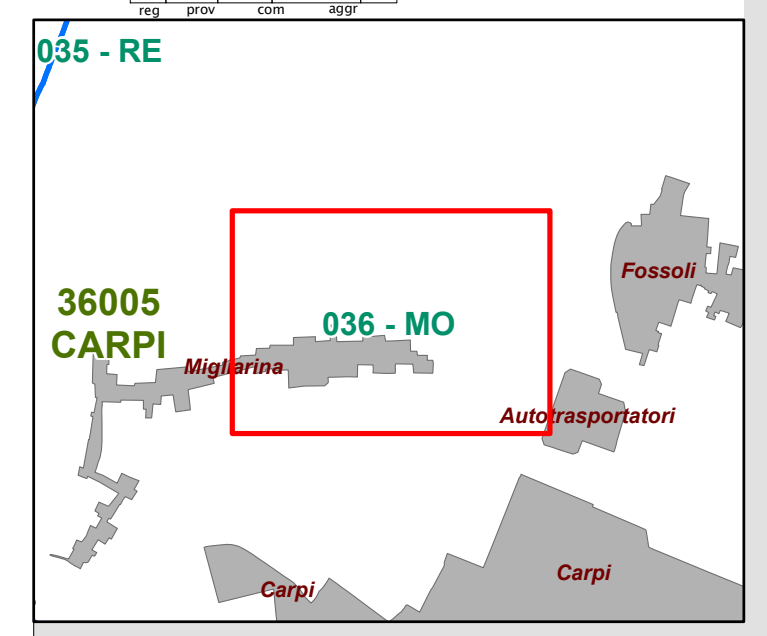 reg prov com aggr
035 - RE
Fossoli
36005
CARPI
036 - MO
Migliarina
Autotrasportatori
Carpi
Carpi